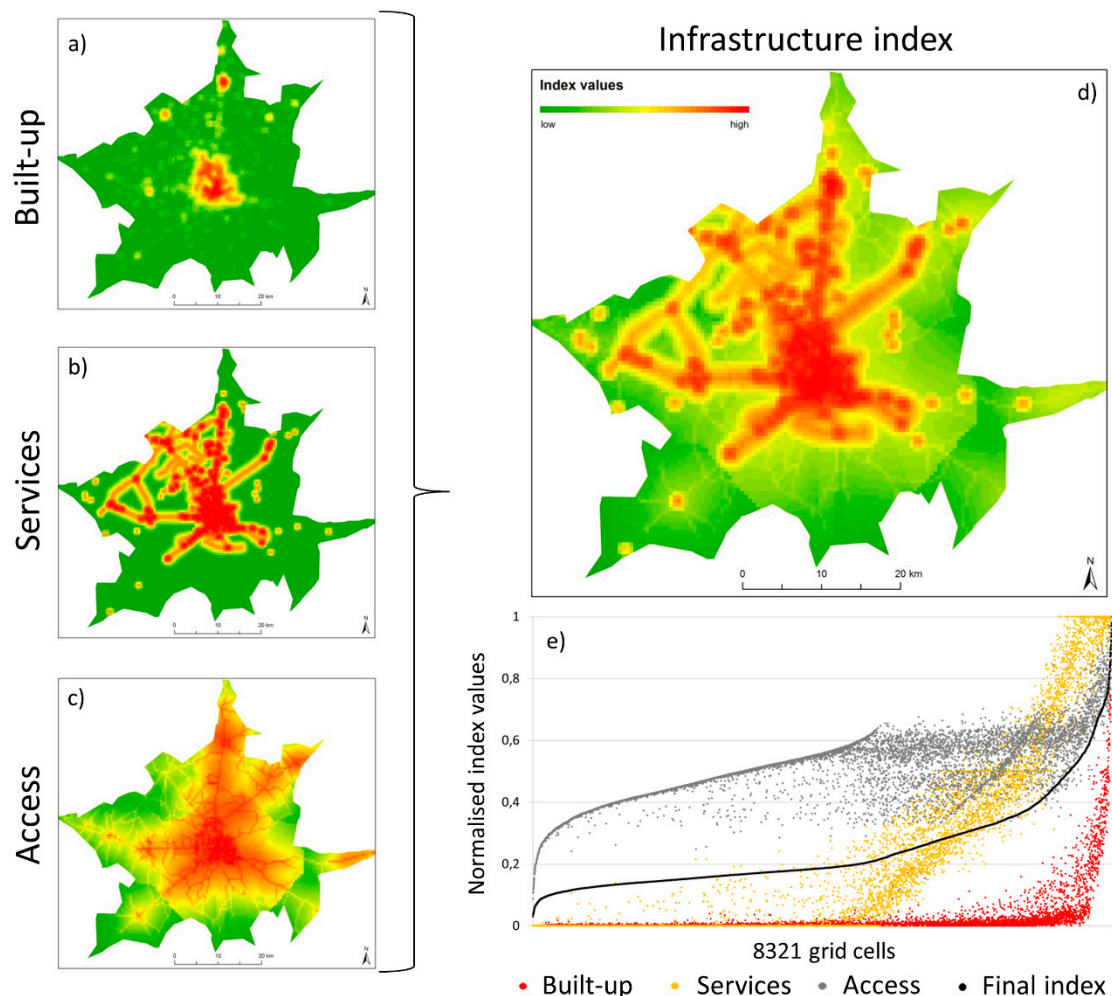 Built-up
a)
0 10 20 km
N
Services
b)
0 10 20 km
N
Access
c)
0 10 20 km
N
Infrastructure index
Index values
low high
d)
0 10 20 km
N
e)
Normalised index values
1
0,8
0,6
0,4
0,2
0
8321 grid cells
Built-up Services Access Final index